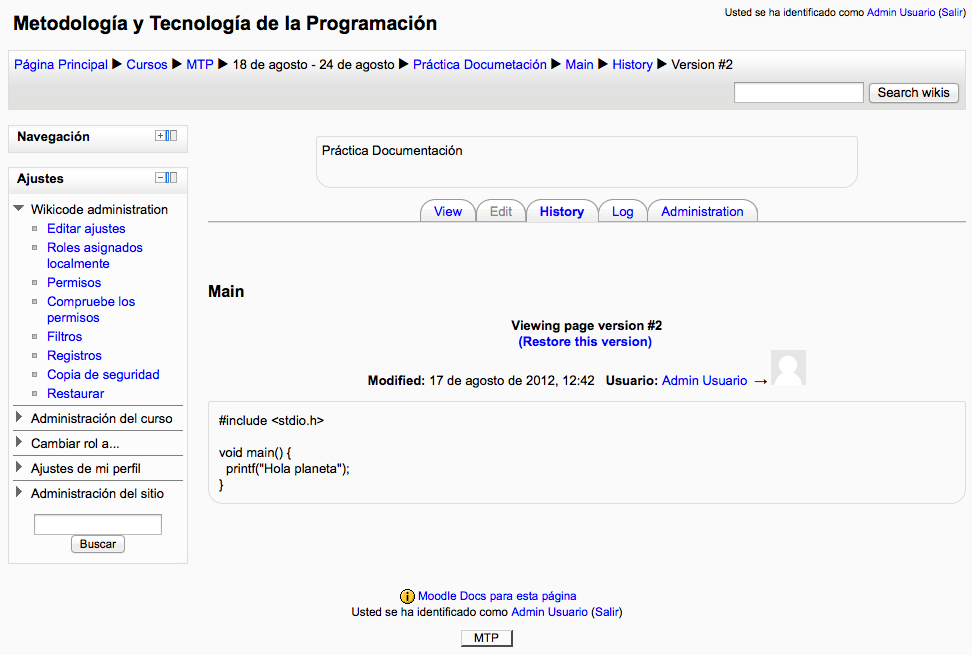 Metodología y Tecnología de la Programación
Usted se ha identificado como Admin Usuario (Salir)
Página Principal ► Cursos ► MTP ► 18 de agosto - 24 de agosto ► Práctica Documetación ► Main ► History ► Version #2
Search wikis
Navegación
Ajustes
Wikicode administration
Editar ajustes
Roles asignados
localmente
Permisos
Compruebe los
permisos
Filtros
Registros
Copia de seguridad
Restaurar
Administración del curso
Cambiar rol a...
Ajustes de mi perfil
Administración del sitio
Buscar
Práctica Documentación
View Edit History Log Administration
Main
Viewing page version #2
(Restore this version)
Modified: 17 de agosto de 2012, 12:42 Usuario: Admin Usuario →
#include <stdio.h>
void main() {
printf("Hola planeta");
}
Moodle Docs para esta página
Usted se ha identificado como Admin Usuario (Salir)
MTP